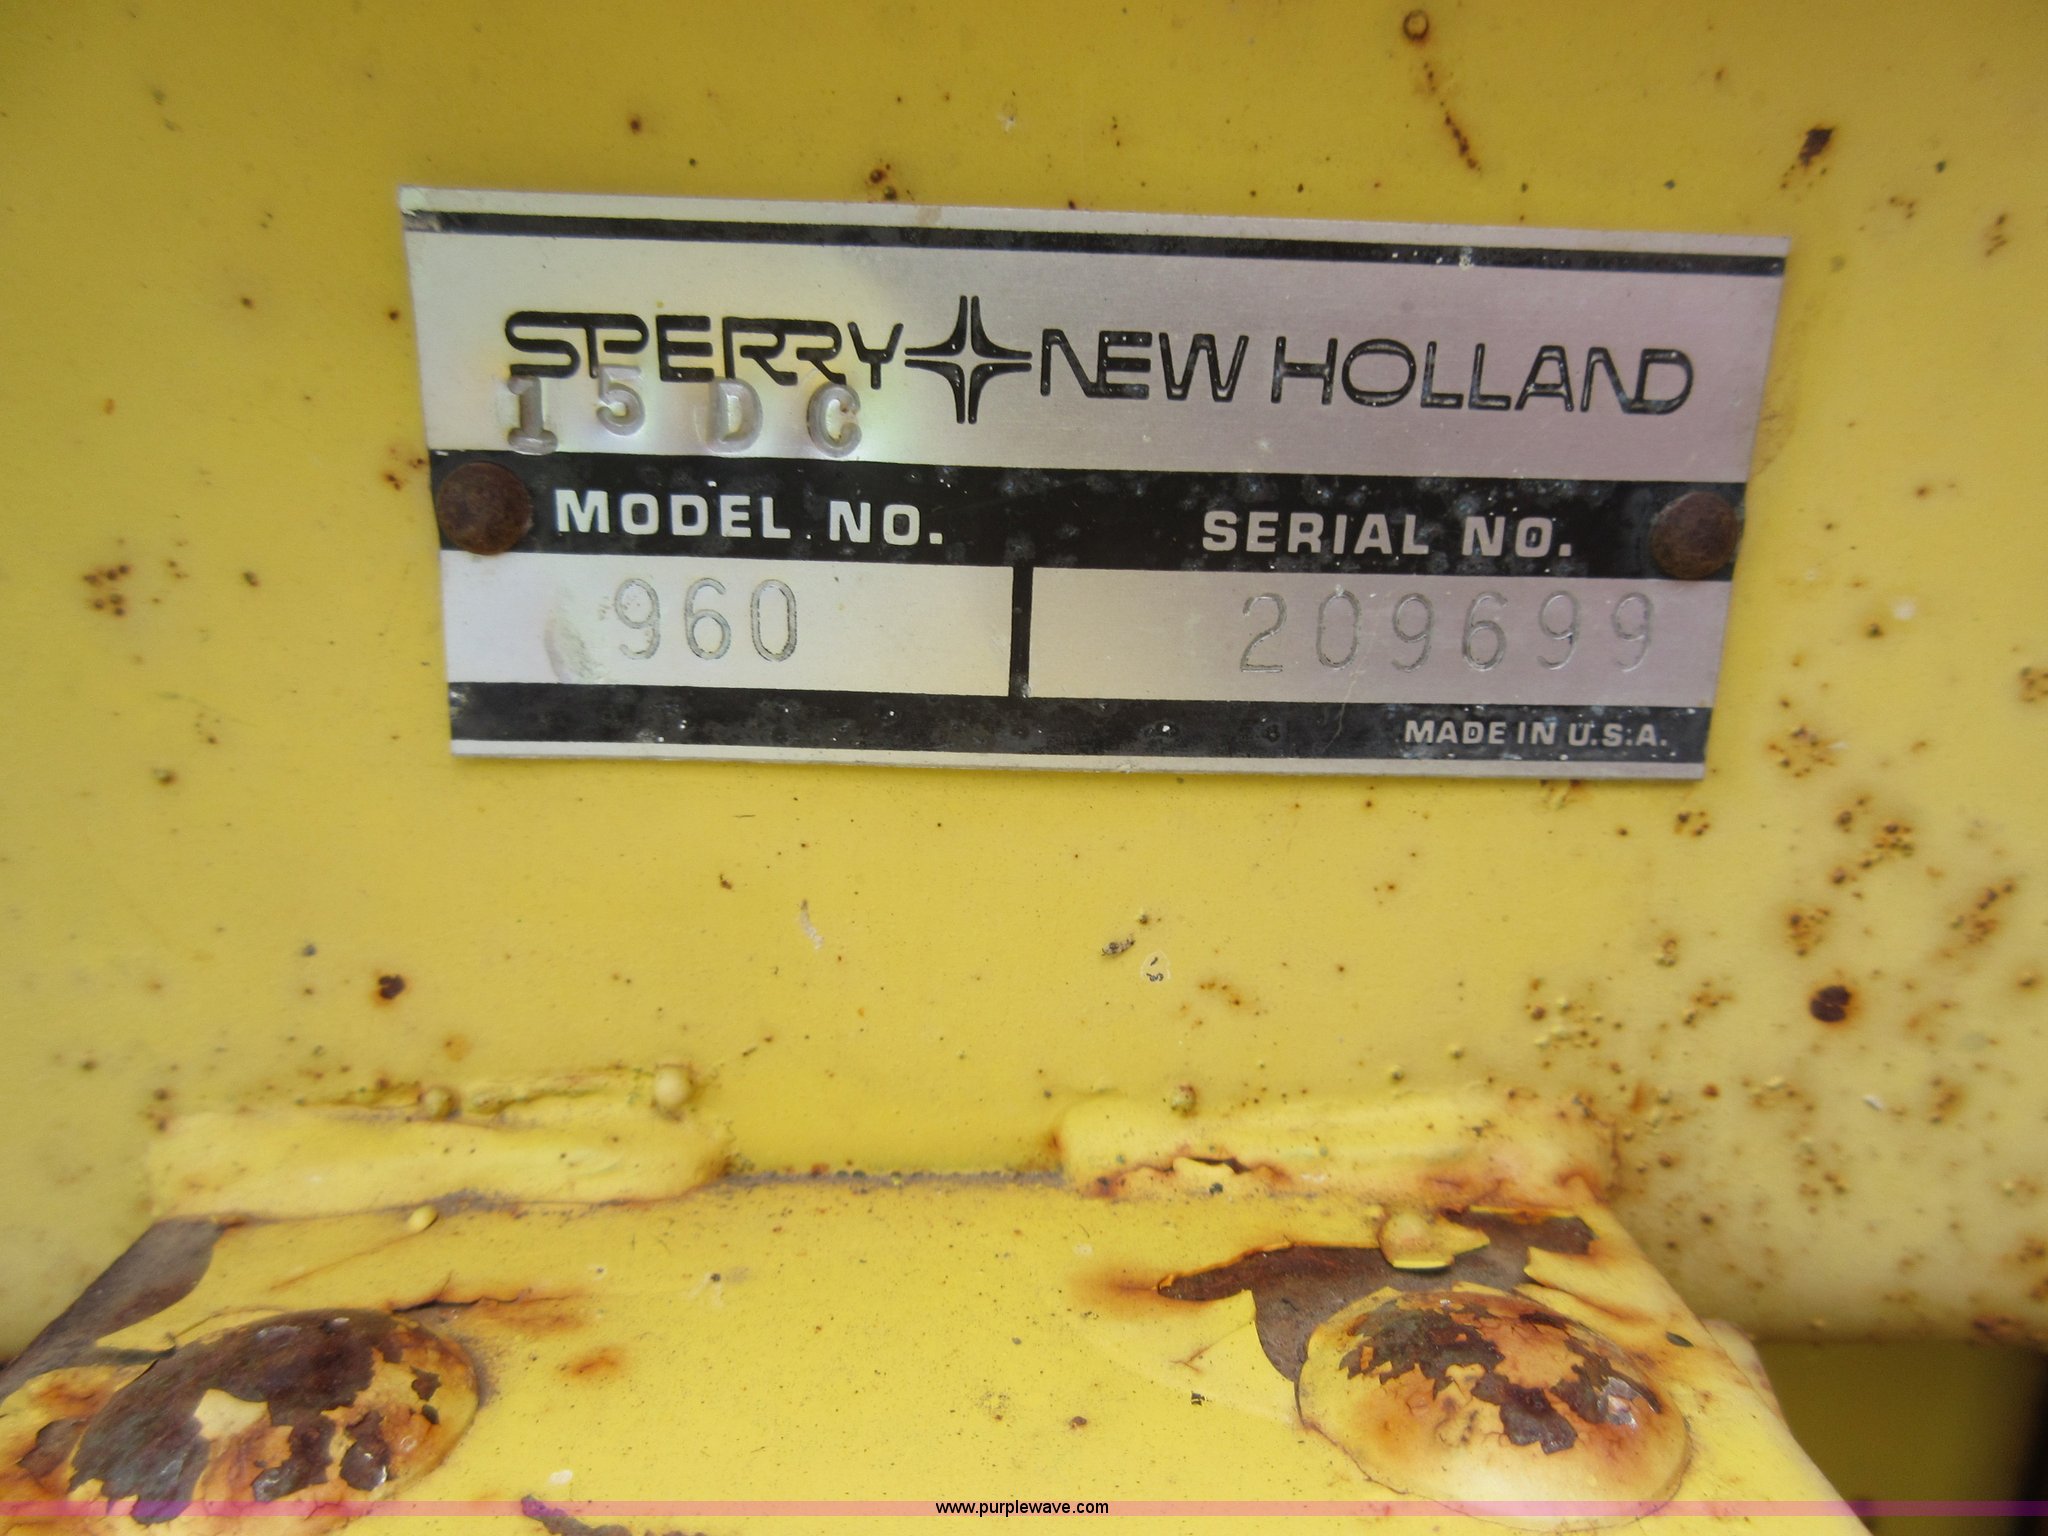 SPERRY NEW HOLLAND
15DC
MODEL NO. SERIAL NO.
960 209699
MADE IN U.S.A.
www.purplewave.com